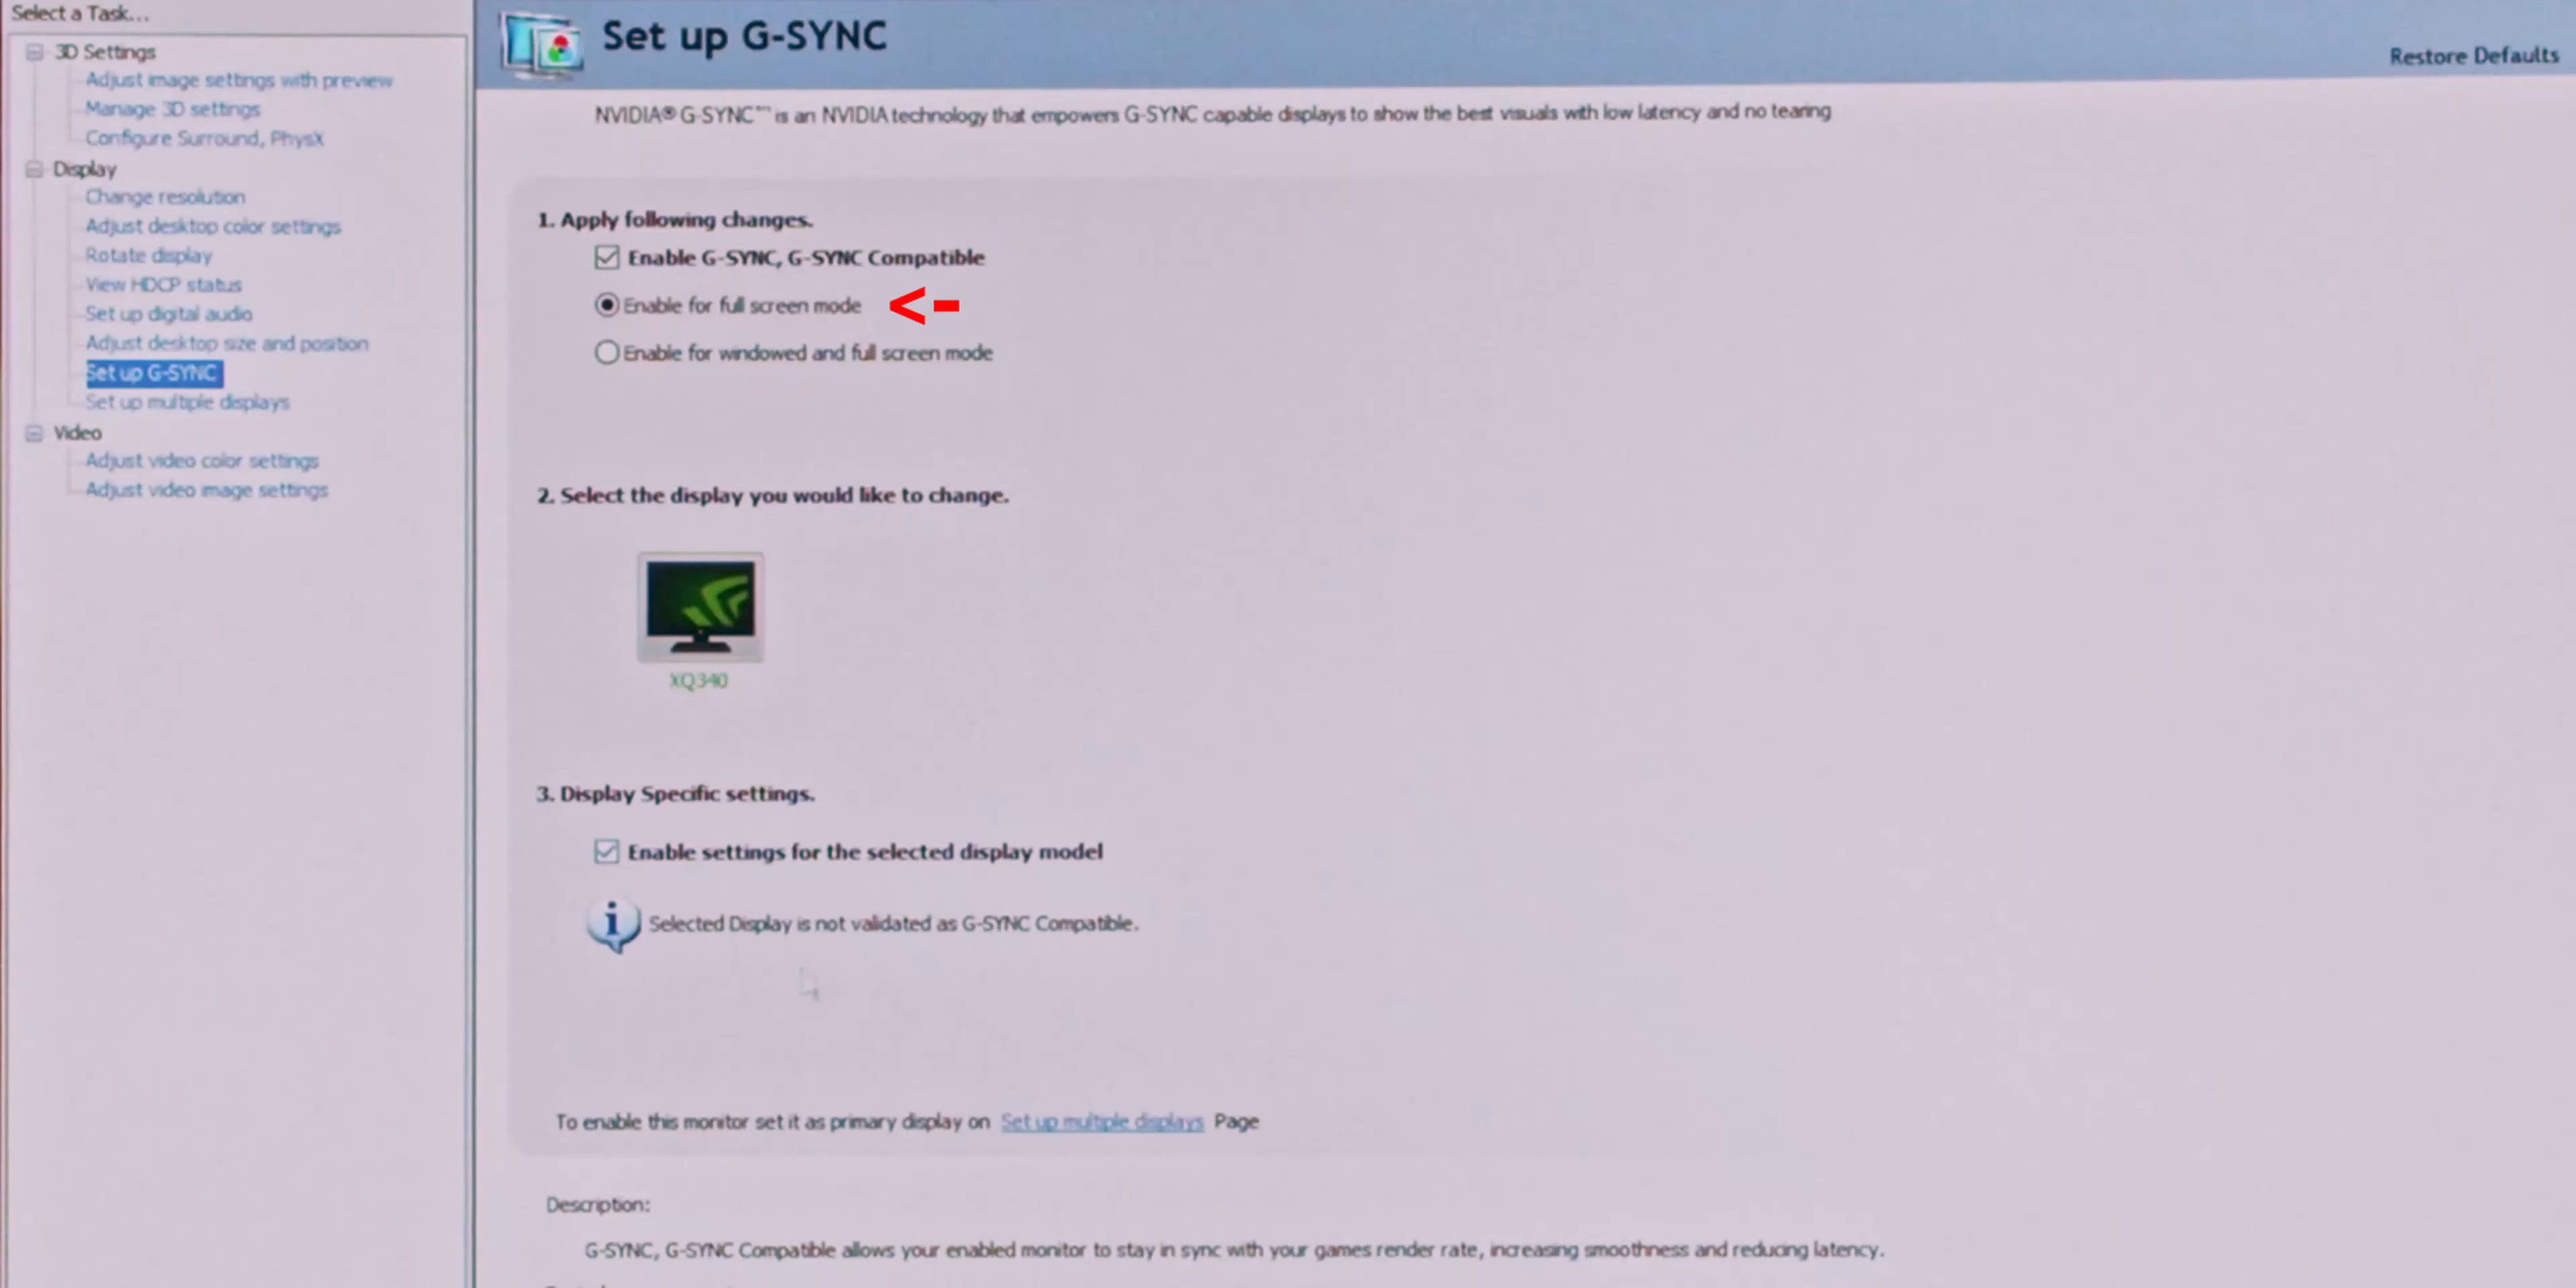 Select a Task...
3D Settings
Adjust image settings with preview
Manage 3D settings
Configure Surround, PhysX
Display
Change resolution
Adjust desktop color settings
Rotate display
View HDCP status
Set up digital audio
Adjust desktop size and position
Set up G-SYNC
Set up multiple displays
Video
Adjust video color settings
Adjust video image settings
Set up G-SYNC
Restore Defaults
NVIDIA® G-SYNC™ is an NVIDIA technology that empowers G-SYNC capable displays to show the best visuals with low latency and no tearing
1. Apply following changes.
Enable G-SYNC, G-SYNC Compatible
Enable for full screen mode <-
Enable for windowed and full screen mode
2. Select the display you would like to change.
XQ340
3. Display Specific settings.
Enable settings for the selected display model
Selected Display is not validated as G-SYNC Compatible.
To enable this monitor set it as primary display on Set up multiple displays Page
Description:
G-SYNC, G-SYNC Compatible allows your enabled monitor to stay in sync with your games render rate, increasing smoothness and reducing latency.